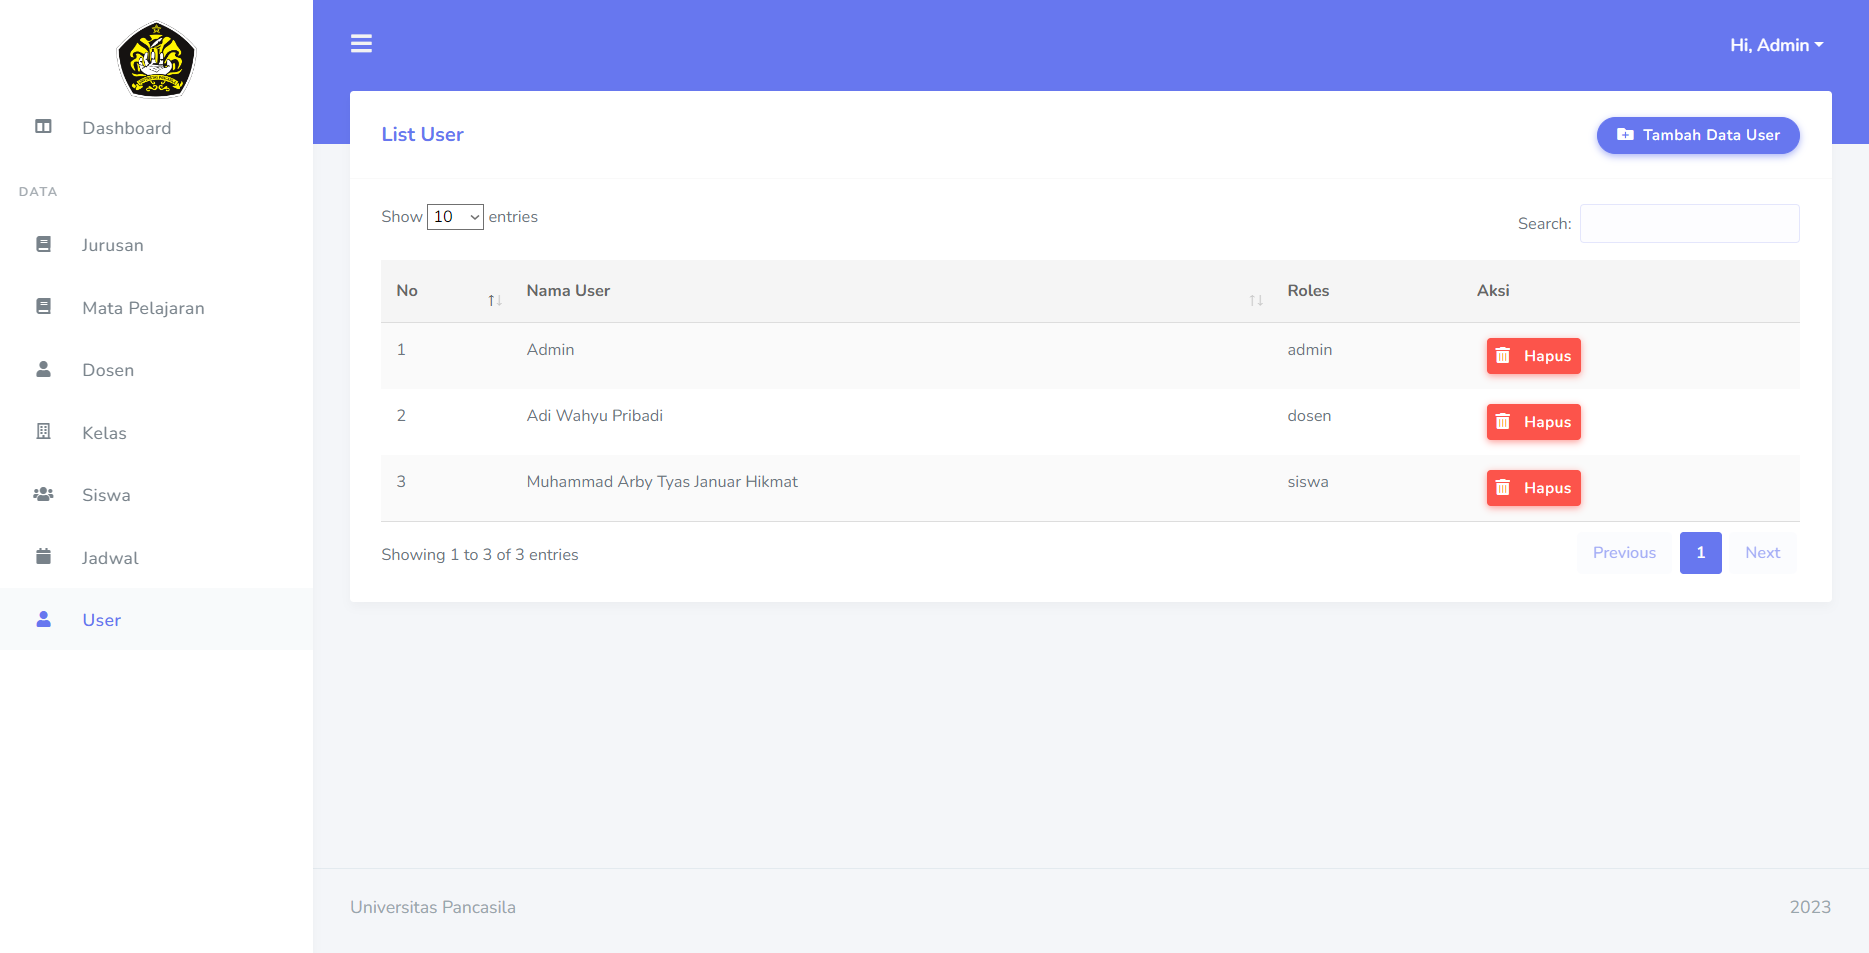 Hi, Admin
Dashboard
DATA
Jurusan
Mata Pelajaran
Dosen
Kelas
Siswa
Jadwal
User
List User
Tambah Data User
Show 10 entries
Search:
No Nama User Roles Aksi
1 Admin admin Hapus
2 Adi Wahyu Pribadi dosen Hapus
3 Muhammad Arby Tyas Januar Hikmat siswa Hapus
Showing 1 to 3 of 3 entries
Previous 1 Next
Universitas Pancasila 2023